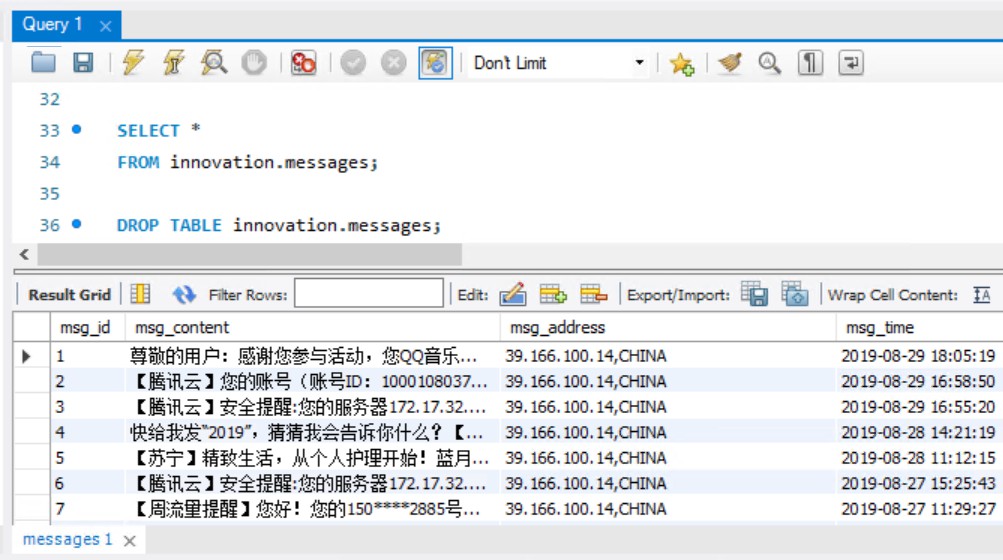 Query 1
Don't Limit
32
33 SELECT *
34 FROM innovation.messages;
35
36 DROP TABLE innovation.messages;
Result Grid Filter Rows: Edit: Export/Import: Wrap Cell Content: IA
msg_id msg_content msg_address msg_time
1 尊敬的用户：感谢您参与活动，您QQ音乐... 39.166.100.14,CHINA 2019-08-29 18:05:19
2 【腾讯云】您的账号（账号ID：1000108037... 39.166.100.14,CHINA 2019-08-29 16:58:50
3 【腾讯云】安全提醒:您的服务器172.17.32.... 39.166.100.14,CHINA 2019-08-29 16:55:20
4 快给我发“2019”，猜猜我会告诉你什么？【... 39.166.100.14,CHINA 2019-08-28 14:21:19
5 【苏宁】精致生活，从个人护理开始！蓝月... 39.166.100.14,CHINA 2019-08-28 11:12:15
6 【腾讯云】安全提醒:您的服务器172.17.32.... 39.166.100.14,CHINA 2019-08-27 15:25:43
7 【周流量提醒】您好！您的150****2885号... 39.166.100.14,CHINA 2019-08-27 11:29:27
messages 1